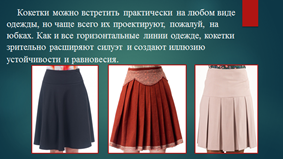 Кокетки можно встретить практически на любом виде
одежды, но чаще всего их проектируют, пожалуй, на
юбках. Как и все горизонтальные линии одежде, кокетки
зрительно расширяют силуэт и создают иллюзию
устойчивости и равновесия.